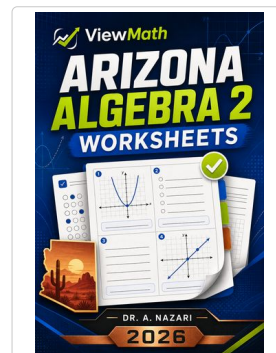 ViewMath
ARIZONA
ALGEBRA 2
WORKSHEETS
1
2
3
4
DR. A. NAZARI
2026